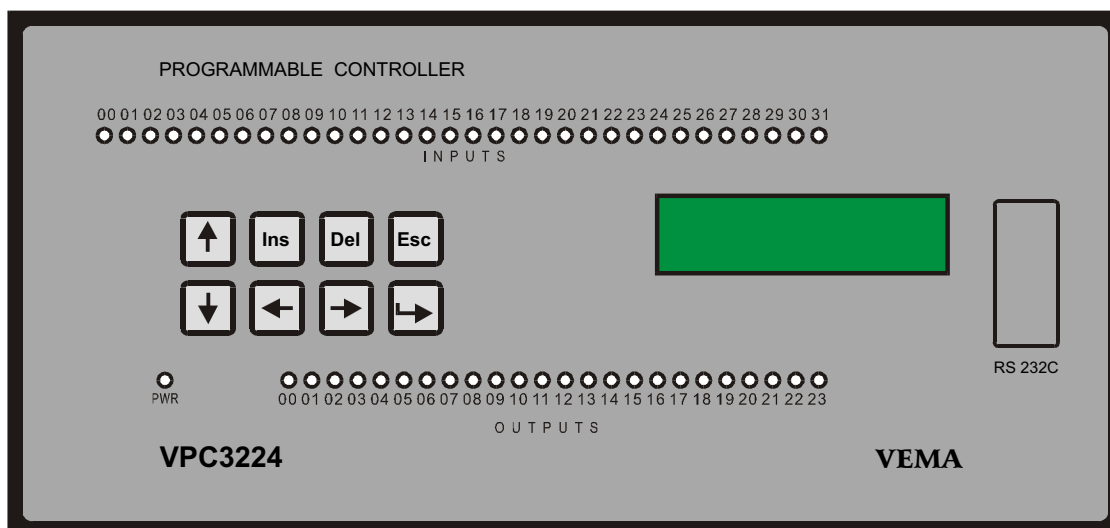 PROGRAMMABLE CONTROLLER
00 01 02 03 04 05 06 07 08 09 10 11 12 13 14 15 16 17 18 19 20 21 22 23 24 25 26 27 28 29 30 31
INPUTS
Ins Del Esc
RS 232C
PWR
00 01 02 03 04 05 06 07 08 09 10 11 12 13 14 15 16 17 18 19 20 21 22 23
OUTPUTS
VPC3224 VEMA